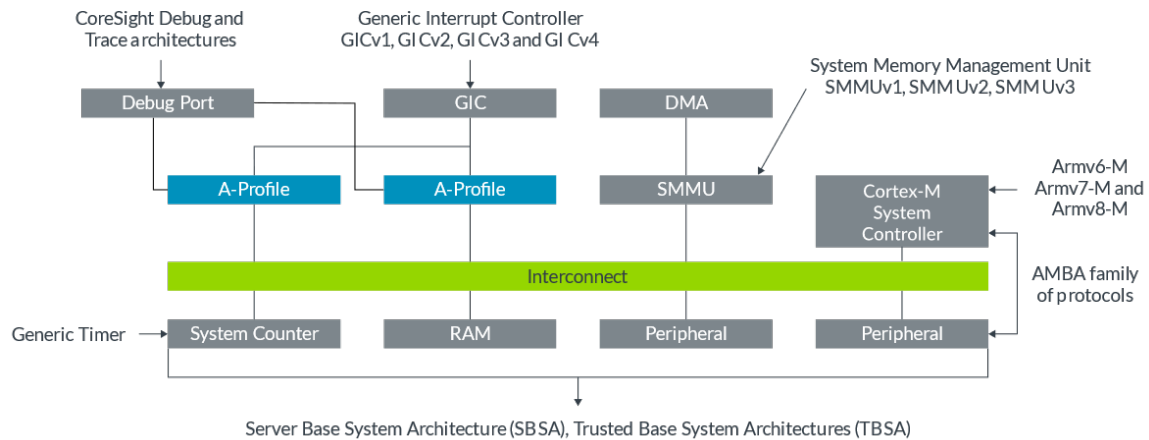 CoreSight Debug and
Trace architectures
Generic Interrupt Controller
GICv1, GICv2, GICv3 and GICv4
System Memory Management Unit
SMMUv1, SMMUv2, SMMUv3
Debug Port
GIC
DMA
A-Profile
A-Profile
SMMU
Cortex-M
System
Controller
Armv6-M
Armv7-M and
Armv8-M
Interconnect
AMBA family
of protocols
Generic Timer
System Counter
RAM
Peripheral
Peripheral
Server Base System Architecture (SBSA), Trusted Base System Architectures (TBSA)